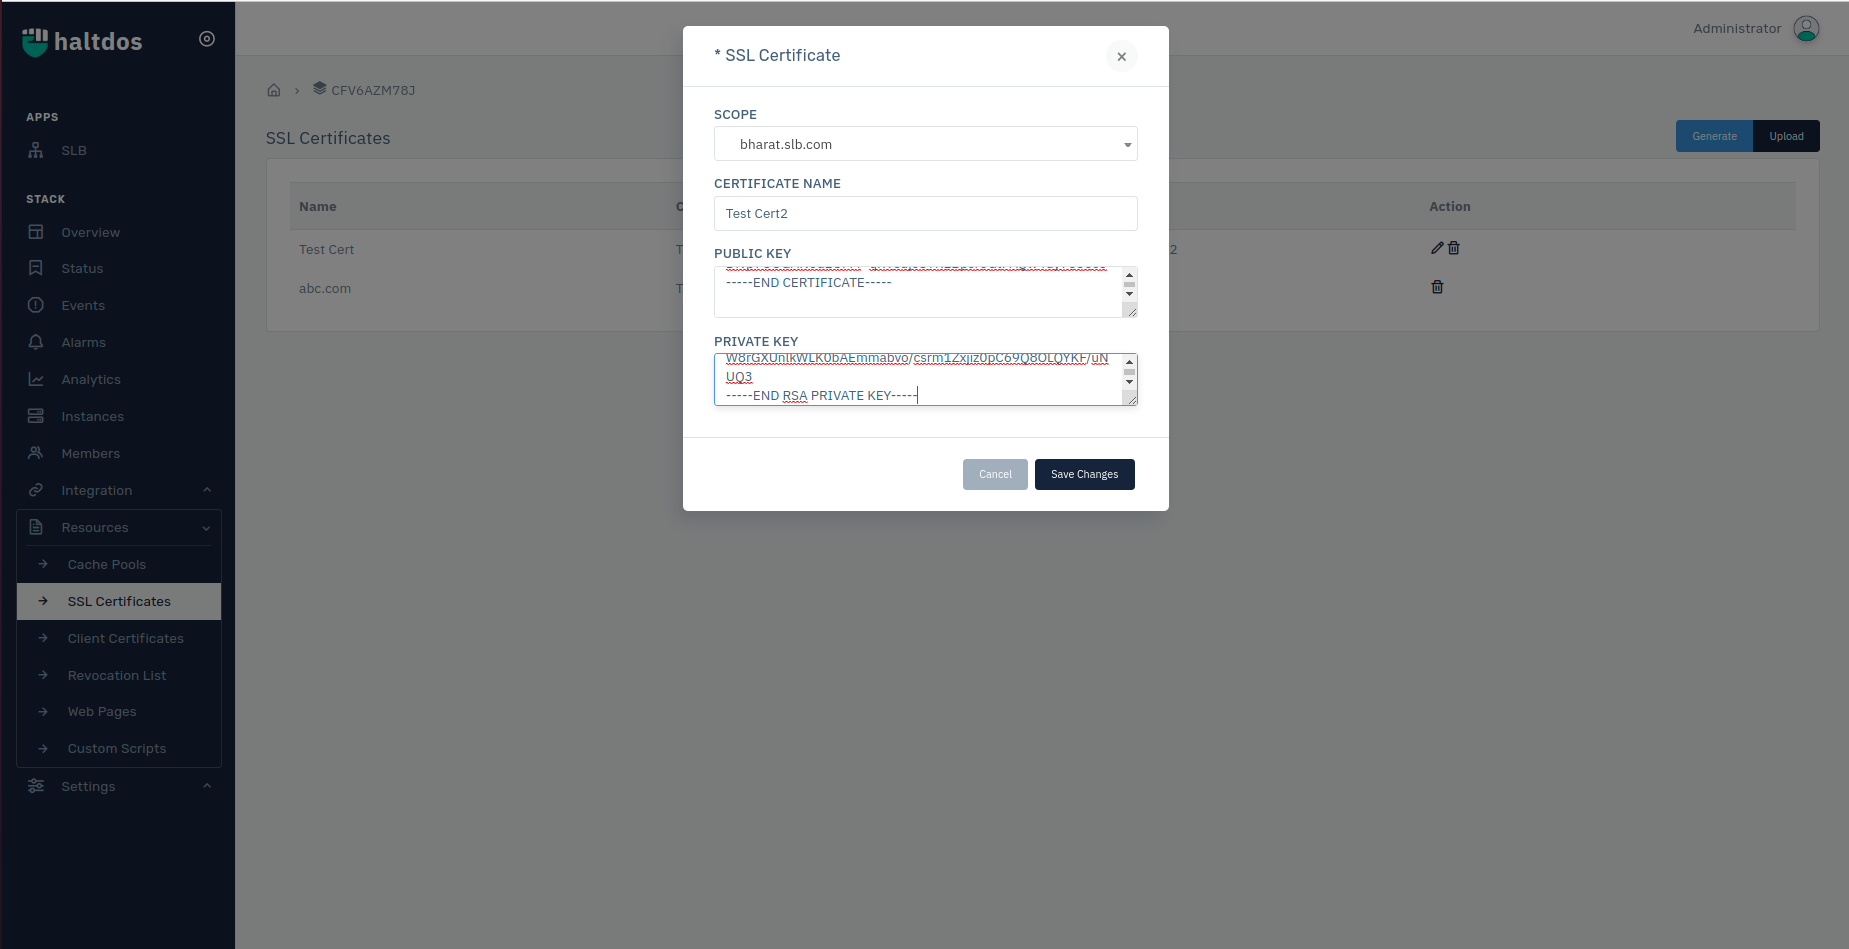 haltdos
Administrator
CFV6AZM78J
APPS
SLB
STACK
Overview
Status
Events
Alarms
Analytics
Instances
Members
Integration
Resources
Cache Pools
SSL Certificates
Client Certificates
Revocation List
Web Pages
Custom Scripts
Settings
SSL Certificates
Generate
Upload
Name
Action
Test Cert
abc.com
* SSL Certificate
×
SCOPE
bharat.slb.com
CERTIFICATE NAME
Test Cert2
PUBLIC KEY
-----END CERTIFICATE-----
PRIVATE KEY
W8rGXUnlkWLK0bAEmmabvo/csrm1Zxjiz0pC69Q8OLQYKF/uN
UQ3
-----END RSA PRIVATE KEY-----
Cancel
Save Changes